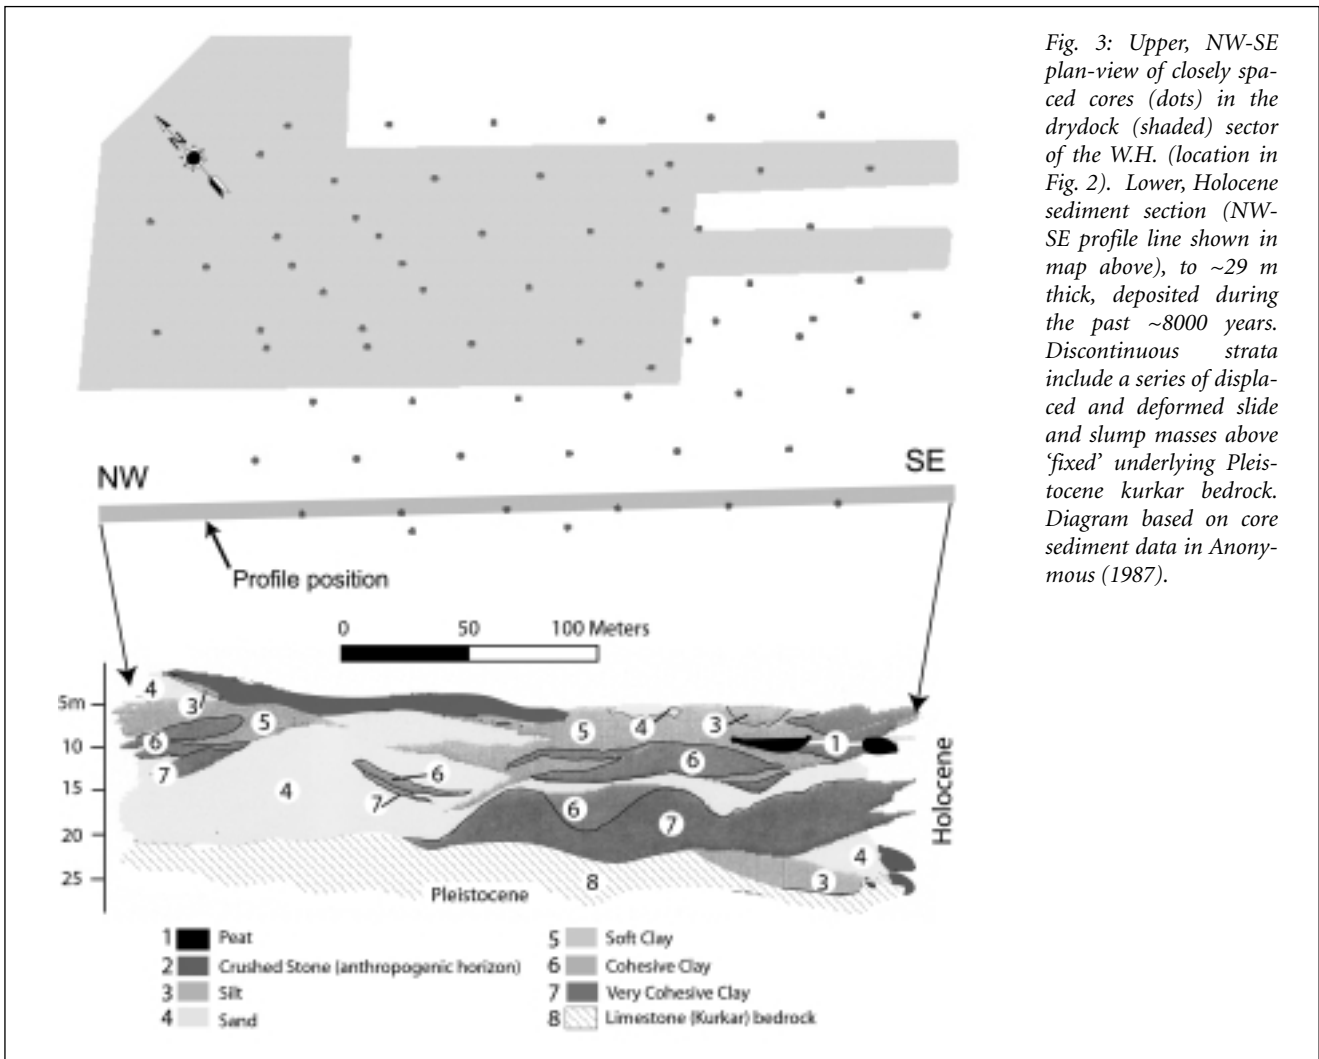 Fig. 3: Upper, NW-SE
plan-view of closely spa-
ced cores (dots) in the
drydock (shaded) sector
of the W.H. (location in
Fig. 2). Lower, Holocene
sediment section (NW-
SE profile line shown in
map above), to ~29 m
thick, deposited during
the past ~8000 years.
Discontinuous strata
include a series of displa-
ced and deformed slide
and slump masses above
'fixed' underlying Pleis-
tocene kurkar bedrock.
Diagram based on core
sediment data in Anony-
mous (1987).
N
NW
SE
Profile position
0 50 100 Meters
5m
10
15
20
25
4
3
5
6
7
4
6
7
5
4
3
6
1
6
7
4
3
8
Pleistocene
Holocene
1 Peat
2 Crushed Stone (anthropogenic horizon)
3 Silt
4 Sand
5 Soft Clay
6 Cohesive Clay
7 Very Cohesive Clay
8 Limestone (Kurkar) bedrock